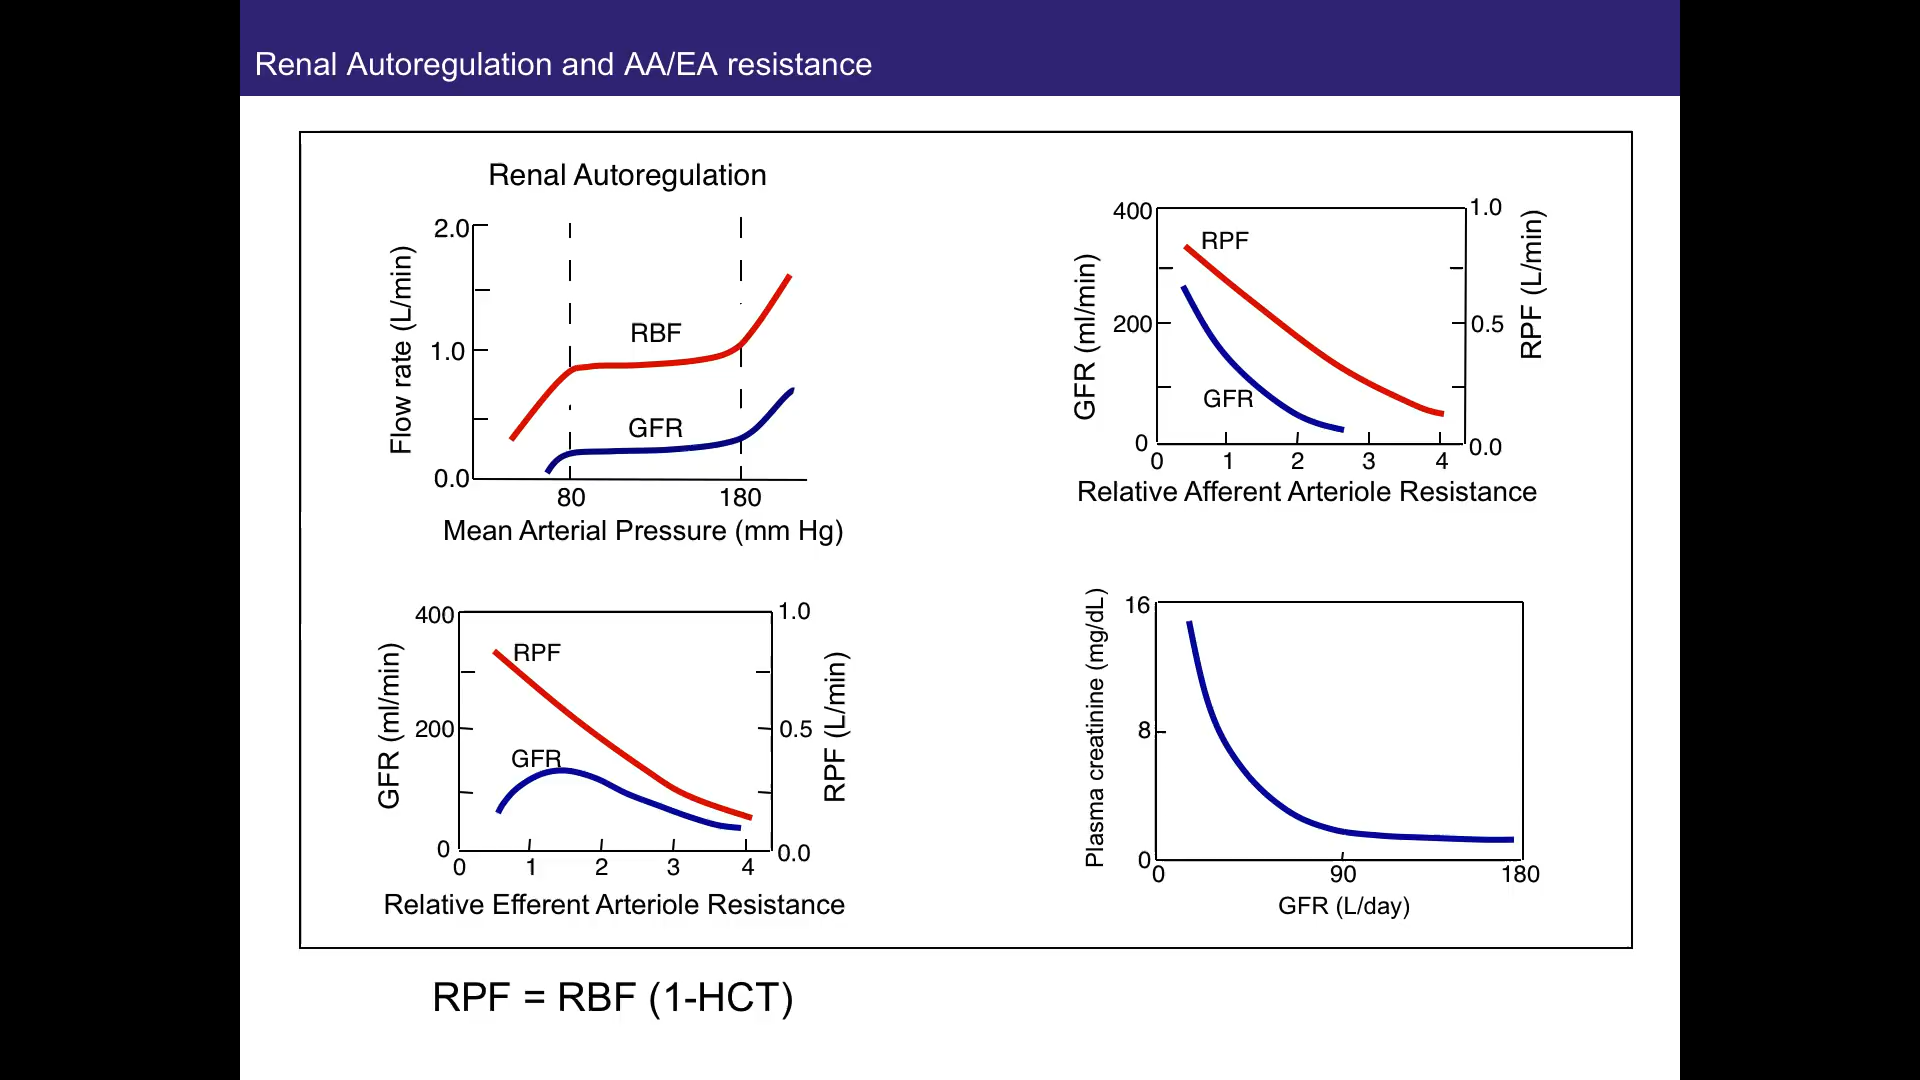 Renal Autoregulation and AA/EA resistance
Renal Autoregulation
2.0
1.0
0.0
Flow rate (L/min)
RBF
GFR
80
180
Mean Arterial Pressure (mm Hg)
400
200
0
GFR (ml/min)
RPF
GFR
1.0
0.5
0.0
RPF (L/min)
0 1 2 3 4
Relative Afferent Arteriole Resistance
400
200
0
GFR (ml/min)
RPF
GFR
1.0
0.5
0.0
RPF (L/min)
0 1 2 3 4
Relative Efferent Arteriole Resistance
16
8
0
Plasma creatinine (mg/dL)
0 90 180
GFR (L/day)
RPF = RBF (1-HCT)